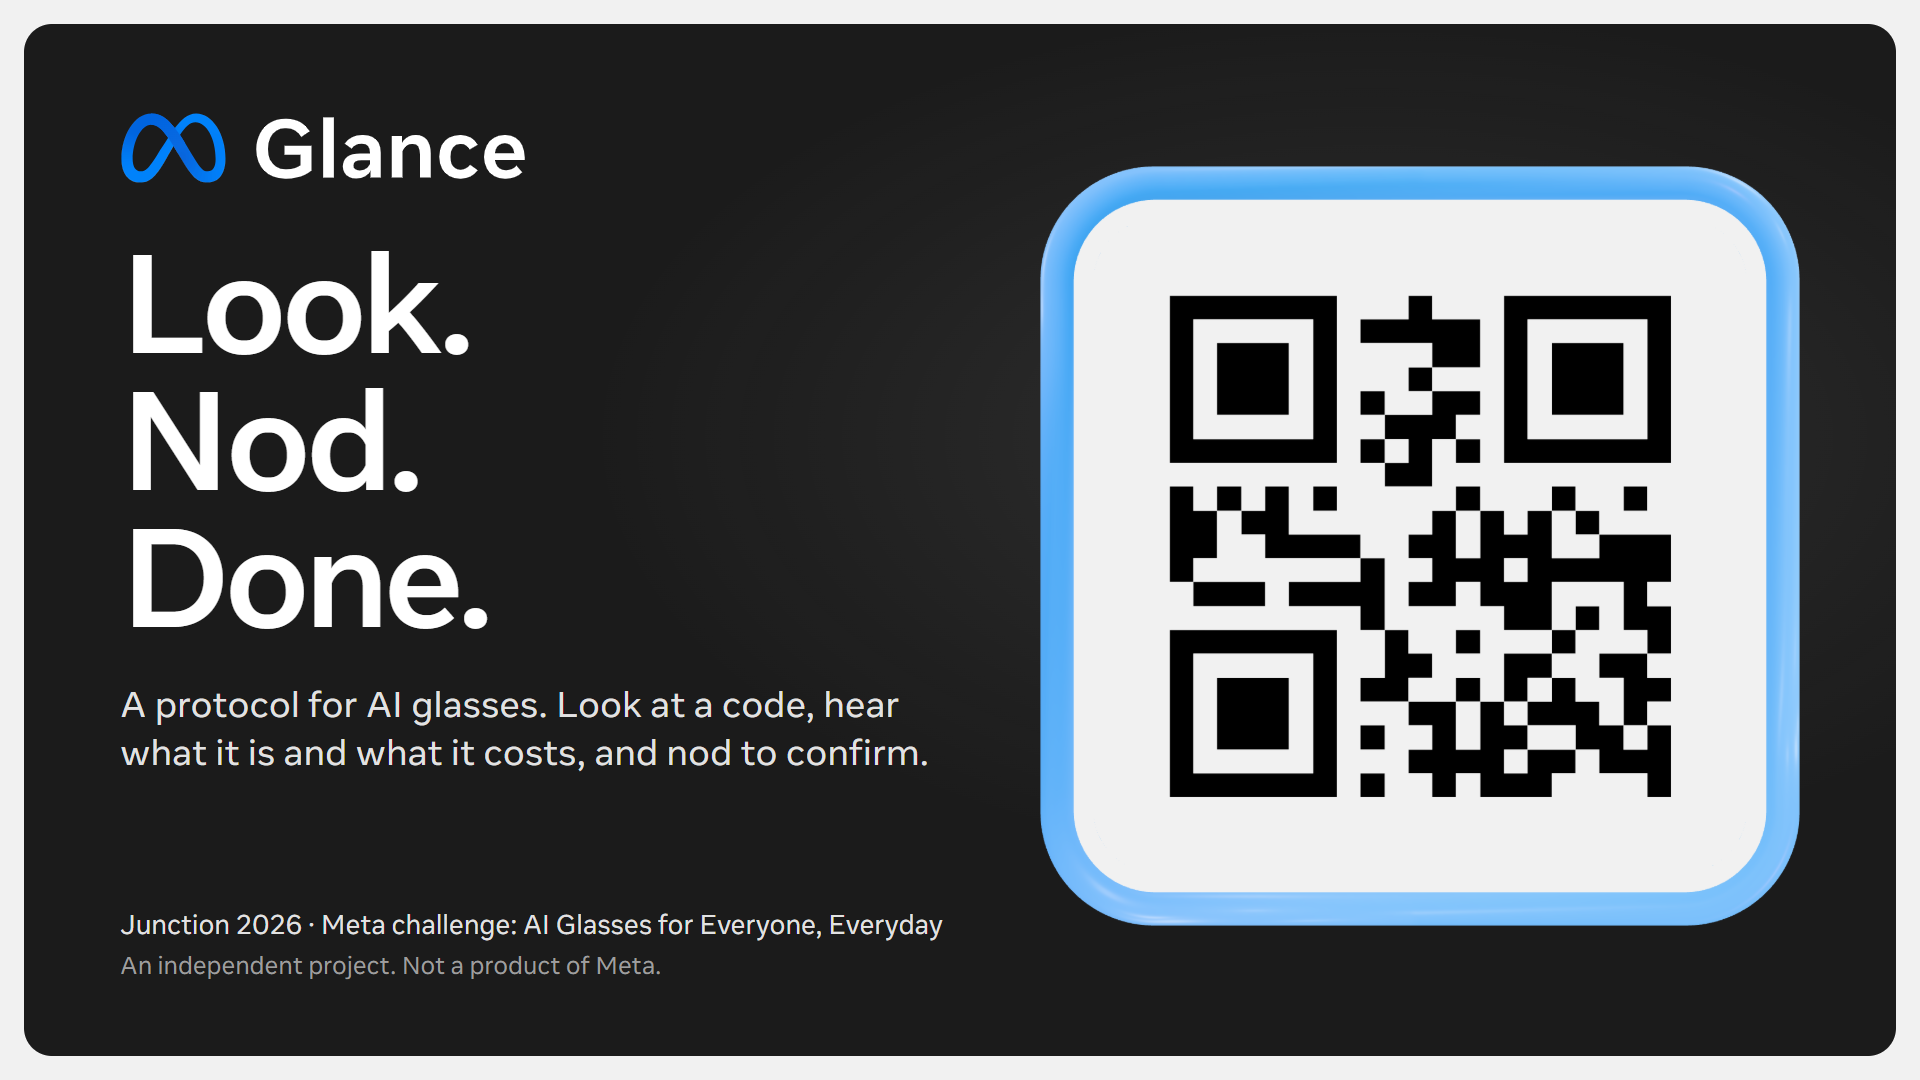 Glance
Look.
Nod.
Done.
A protocol for AI glasses. Look at a code, hear
what it is and what it costs, and nod to confirm.
Junction 2026 · Meta challenge: AI Glasses for Everyone, Everyday
An independent project. Not a product of Meta.